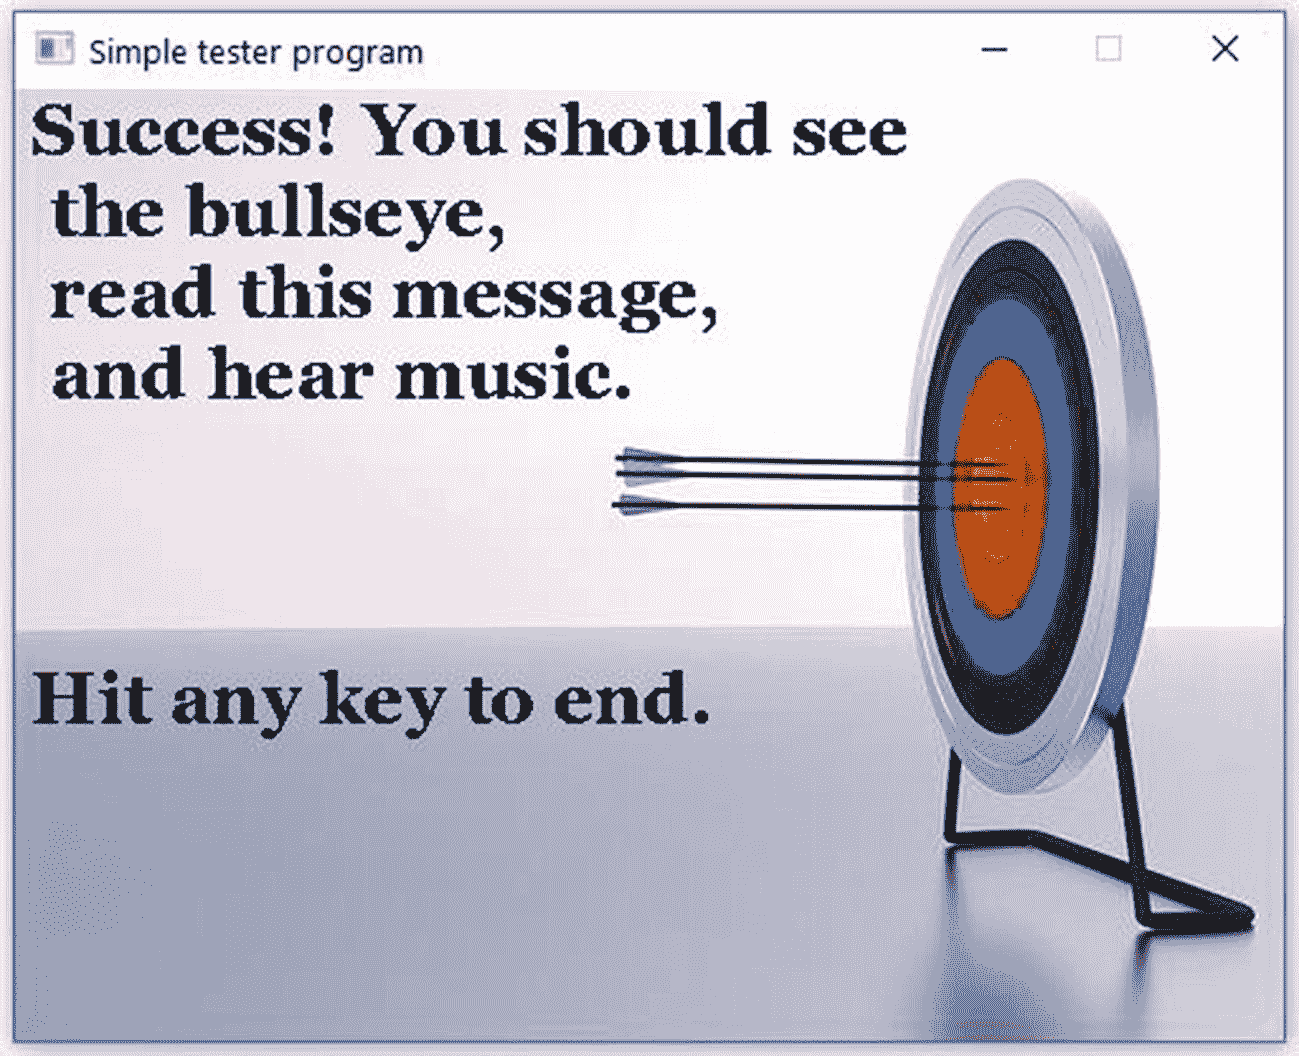 Simple tester program
Success! You should see
the bullseye,
read this message,
and hear music.
Hit any key to end.